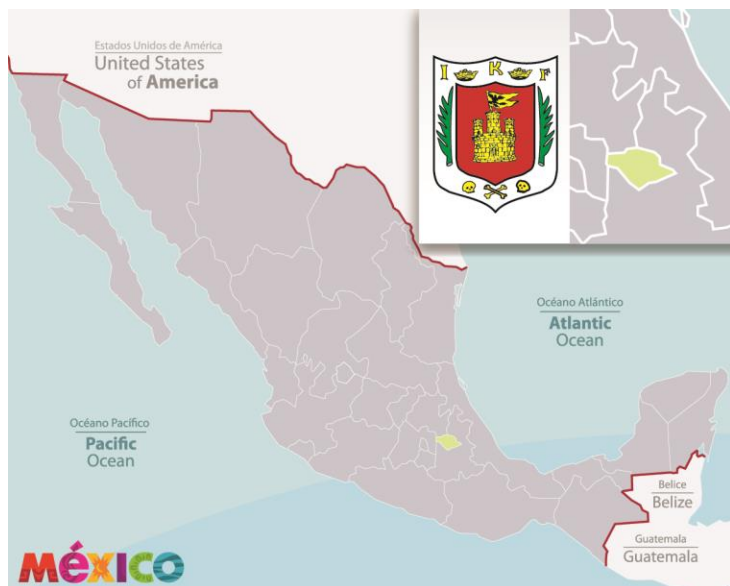 Estados Unidos de América
United States
of America
I K F
Océano Atlántico
Atlantic
Ocean
Océano Pacífico
Pacific
Ocean
Belice
Belize
Guatemala
Guatemala
México